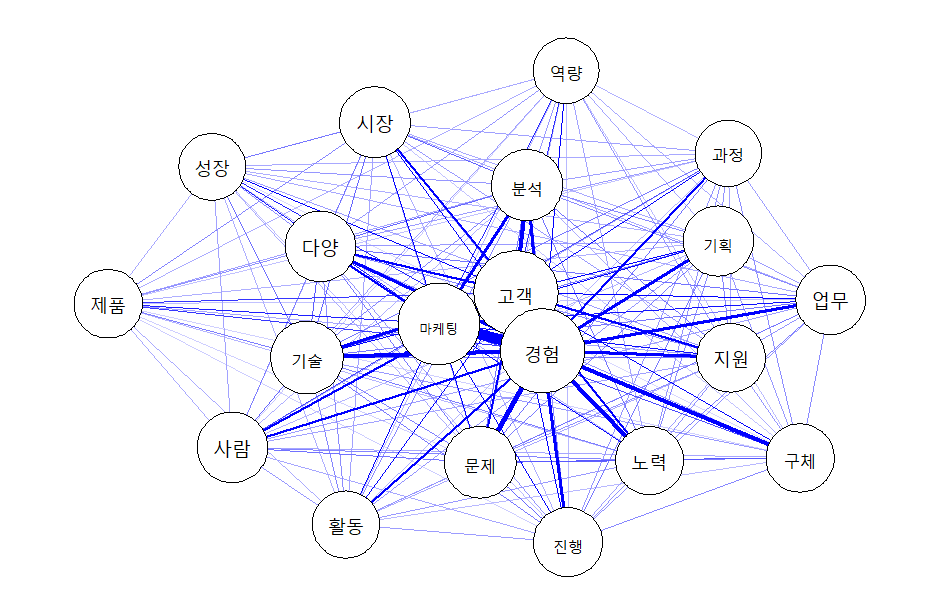 역량
시장
과정
성장
분석
다양
기획
고객
제품
업무
마케팅
경험
기술
지원
사람
문제
노력
구체
활동
진행